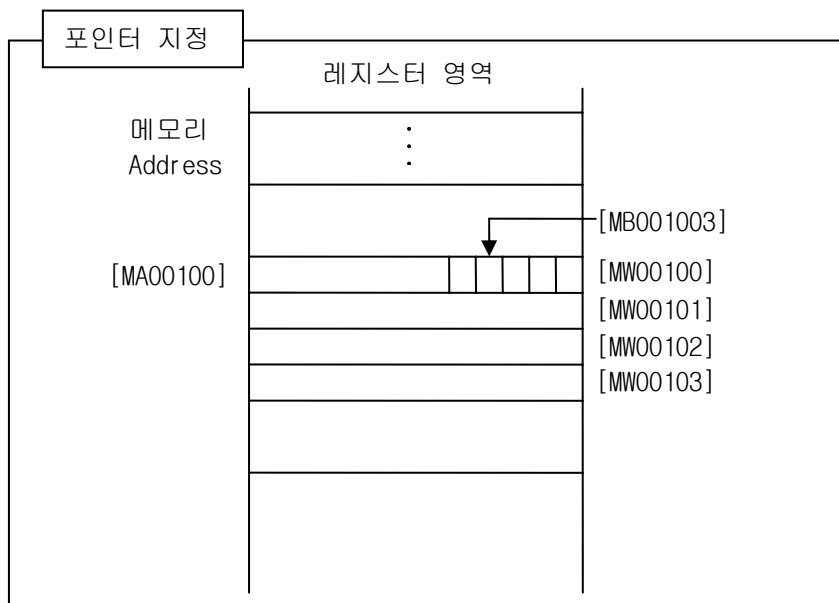 포인터 지정
레지스터 영역
메모리
Address
[MB001003]
[MA00100]
[MW00100]
[MW00101]
[MW00102]
[MW00103]